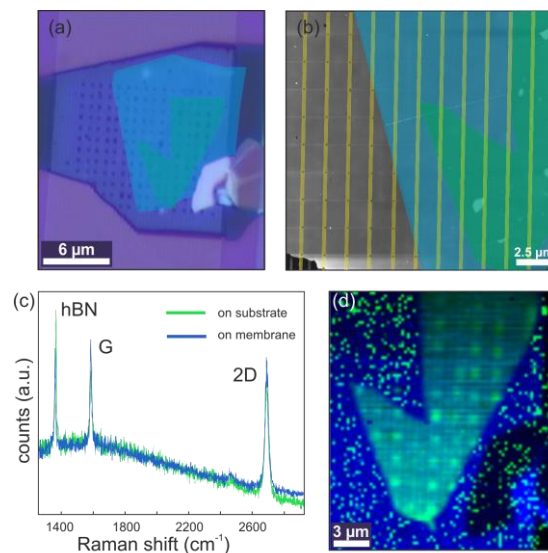 (a)
6 µm
(b)
2.5 µm
(c)
hBN
G
2D
on substrate
on membrane
counts (a.u.)
1400
1800
2200
2600
Raman shift (cm⁻¹)
(d)
3 µm